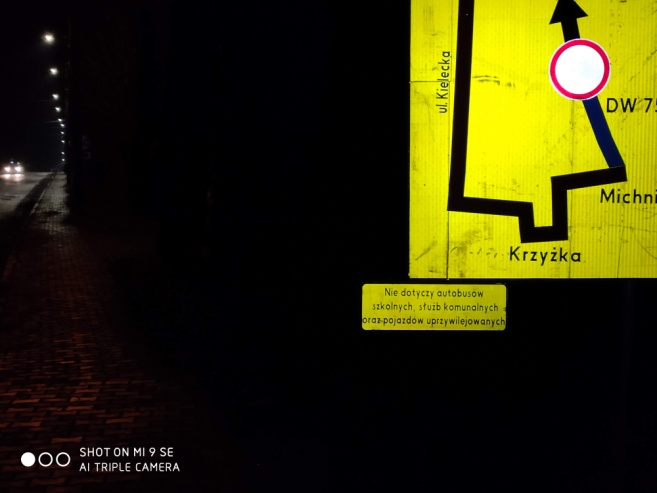 ul. Kielecka
DW 75
Michni
Krzyżka
Nie dotyczy autobusów
szkolnych, służb komunalnych
oraz pojazdów uprzywilejowanych
SHOT ON MI 9 SE
AI TRIPLE CAMERA